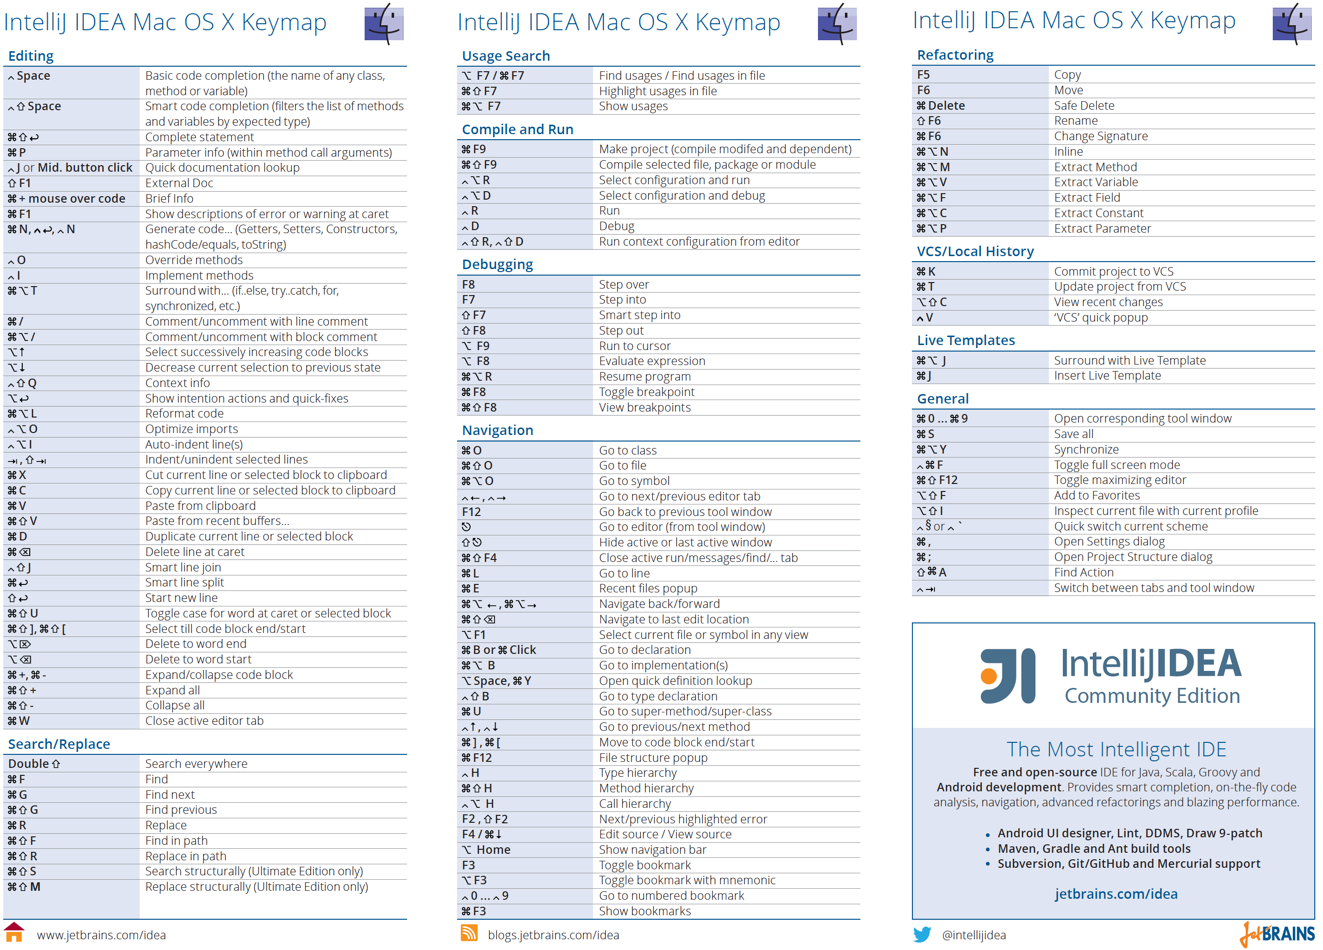 IntelliJ IDEA Mac OS X Keymap
Editing
⌃ Space Basic code completion (the name of any class,
method or variable)
⌃⇧ Space Smart code completion (filters the list of methods
and variables by expected type)
⌘⇧↩ Complete statement
⌘ P Parameter info (within method call arguments)
⌃ J or Mid. button click Quick documentation lookup
⇧ F1 External Doc
⌘ + mouse over code Brief Info
⌘ F1 Show descriptions of error or warning at caret
⌘ N, ⌃↩, ⌃ N Generate code... (Getters, Setters, Constructors,
hashCode/equals, toString)
⌃ O Override methods
⌃ I Implement methods
⌘⌥ T Surround with... (if..else, try..catch, for,
synchronized, etc.)
⌘ / Comment/uncomment with line comment
⌘⌥ / Comment/uncomment with block comment
⌥↑ Select successively increasing code blocks
⌥↓ Decrease current selection to previous state
⌃⇧ Q Context info
⌥↩ Show intention actions and quick-fixes
⌘⌥ L Reformat code
⌃⌥ O Optimize imports
⌃⌥ I Auto-indent line(s)
⇥, ⇧⇥ Indent/unindent selected lines
⌘ X Cut current line or selected block to clipboard
⌘ C Copy current line or selected block to clipboard
⌘ V Paste from clipboard
⌘⇧ V Paste from recent buffers...
⌘ D Duplicate current line or selected block
⌘⌫ Delete line at caret
⌃⇧ J Smart line join
⌘↩ Smart line split
⇧↩ Start new line
⌘⇧ U Toggle case for word at caret or selected block
⌘⇧ ], ⌘⇧ [ Select till code block end/start
⌥⌦ Delete to word end
⌥⌫ Delete to word start
⌘ +, ⌘ - Expand/collapse code block
⌘⇧ + Expand all
⌘⇧ - Collapse all
⌘ W Close active editor tab
Search/Replace
Double ⇧ Search everywhere
⌘ F Find
⌘ G Find next
⌘⇧ G Find previous
⌘ R Replace
⌘⇧ F Find in path
⌘⇧ R Replace in path
⌘⇧ S Search structurally (Ultimate Edition only)
⌘⇧ M Replace structurally (Ultimate Edition only)
www.jetbrains.com/idea
IntelliJ IDEA Mac OS X Keymap
Usage Search
⌥ F7 / ⌘ F7 Find usages / Find usages in file
⌘⇧ F7 Highlight usages in file
⌘⌥ F7 Show usages
Compile and Run
⌘ F9 Make project (compile modifed and dependent)
⌘⇧ F9 Compile selected file, package or module
⌃⌥ R Select configuration and run
⌃⌥ D Select configuration and debug
⌃ R Run
⌃ D Debug
⌃⇧ R, ⌃⇧ D Run context configuration from editor
Debugging
F8 Step over
F7 Step into
⇧ F7 Smart step into
⇧ F8 Step out
⌥ F9 Run to cursor
⌥ F8 Evaluate expression
⌘⌥ R Resume program
⌘ F8 Toggle breakpoint
⌘⇧ F8 View breakpoints
Navigation
⌘ O Go to class
⌘⇧ O Go to file
⌘⌥ O Go to symbol
⌃←, ⌃→ Go to next/previous editor tab
F12 Go back to previous tool window
⎋ Go to editor (from tool window)
⇧⎋ Hide active or last active window
⌘⇧ F4 Close active run/messages/find/... tab
⌘ L Go to line
⌘ E Recent files popup
⌘⌥ ←, ⌘⌥→ Navigate back/forward
⌘⇧⌫ Navigate to last edit location
⌥ F1 Select current file or symbol in any view
⌘ B or ⌘ Click Go to declaration
⌘⌥ B Go to implementation(s)
⌥ Space, ⌘ Y Open quick definition lookup
⌃⇧ B Go to type declaration
⌘ U Go to super-method/super-class
⌃↑, ⌃↓ Go to previous/next method
⌘ ], ⌘ [ Move to code block end/start
⌘ F12 File structure popup
⌃ H Type hierarchy
⌘⇧ H Method hierarchy
⌃⌥ H Call hierarchy
F2, ⇧ F2 Next/previous highlighted error
F4 / ⌘↓ Edit source / View source
⌥ Home Show navigation bar
F3 Toggle bookmark
⌥ F3 Toggle bookmark with mnemonic
⌃ 0 ... ⌃ 9 Go to numbered bookmark
⌘ F3 Show bookmarks
blogs.jetbrains.com/idea
IntelliJ IDEA Mac OS X Keymap
Refactoring
F5 Copy
F6 Move
⌘ Delete Safe Delete
⇧ F6 Rename
⌘ F6 Change Signature
⌘⌥ N Inline
⌘⌥ M Extract Method
⌘⌥ V Extract Variable
⌘⌥ F Extract Field
⌘⌥ C Extract Constant
⌘⌥ P Extract Parameter
VCS/Local History
⌘ K Commit project to VCS
⌘ T Update project from VCS
⌥⇧ C View recent changes
⌃ V ‘VCS’ quick popup
Live Templates
⌘⌥ J Surround with Live Template
⌘ J Insert Live Template
General
⌘ 0 ... ⌘ 9 Open corresponding tool window
⌘ S Save all
⌘⌥ Y Synchronize
⌃⌘ F Toggle full screen mode
⌘⇧ F12 Toggle maximizing editor
⌥⇧ F Add to Favorites
⌥⇧ I Inspect current file with current profile
⌃ § or ⌃ ` Quick switch current scheme
⌘ , Open Settings dialog
⌘ ; Open Project Structure dialog
⇧⌘ A Find Action
⌃⇥ Switch between tabs and tool window
JI IntelliJIDEA
Community Edition
The Most Intelligent IDE
Free and open-source IDE for Java, Scala, Groovy and
Android development. Provides smart completion, on-the-fly code
analysis, navigation, advanced refactorings and blazing performance.
• Android UI designer, Lint, DDMS, Draw 9-patch
• Maven, Gradle and Ant build tools
• Subversion, Git/GitHub and Mercurial support
jetbrains.com/idea
@intellijidea
JetBRAINS